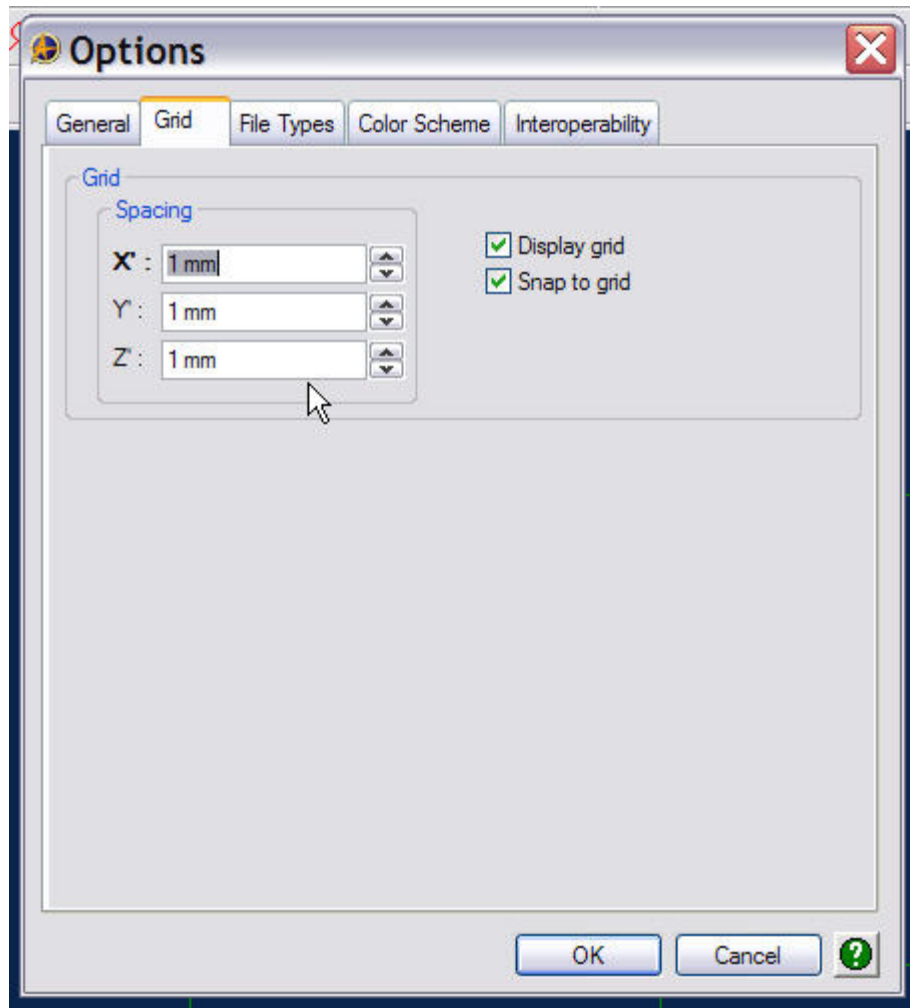 Options
General Grid File Types Color Scheme Interoperability
Grid
Spacing
X' : 1 mm
Y' : 1 mm
Z' : 1 mm
Display grid
Snap to grid
OK Cancel ?